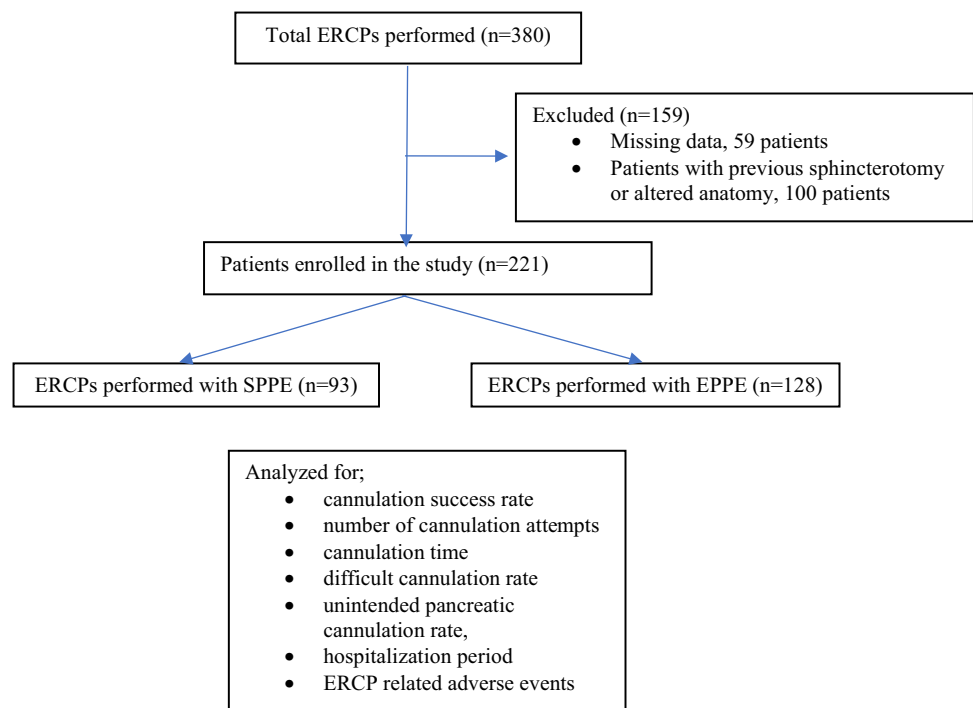 Total ERCPs performed (n=380)
Excluded (n=159)
• Missing data, 59 patients
• Patients with previous sphincterotomy
or altered anatomy, 100 patients
Patients enrolled in the study (n=221)
ERCPs performed with SPPE (n=93)
ERCPs performed with EPPE (n=128)
Analyzed for;
• cannulation success rate
• number of cannulation attempts
• cannulation time
• difficult cannulation rate
• unintended pancreatic
cannulation rate,
• hospitalization period
• ERCP related adverse events